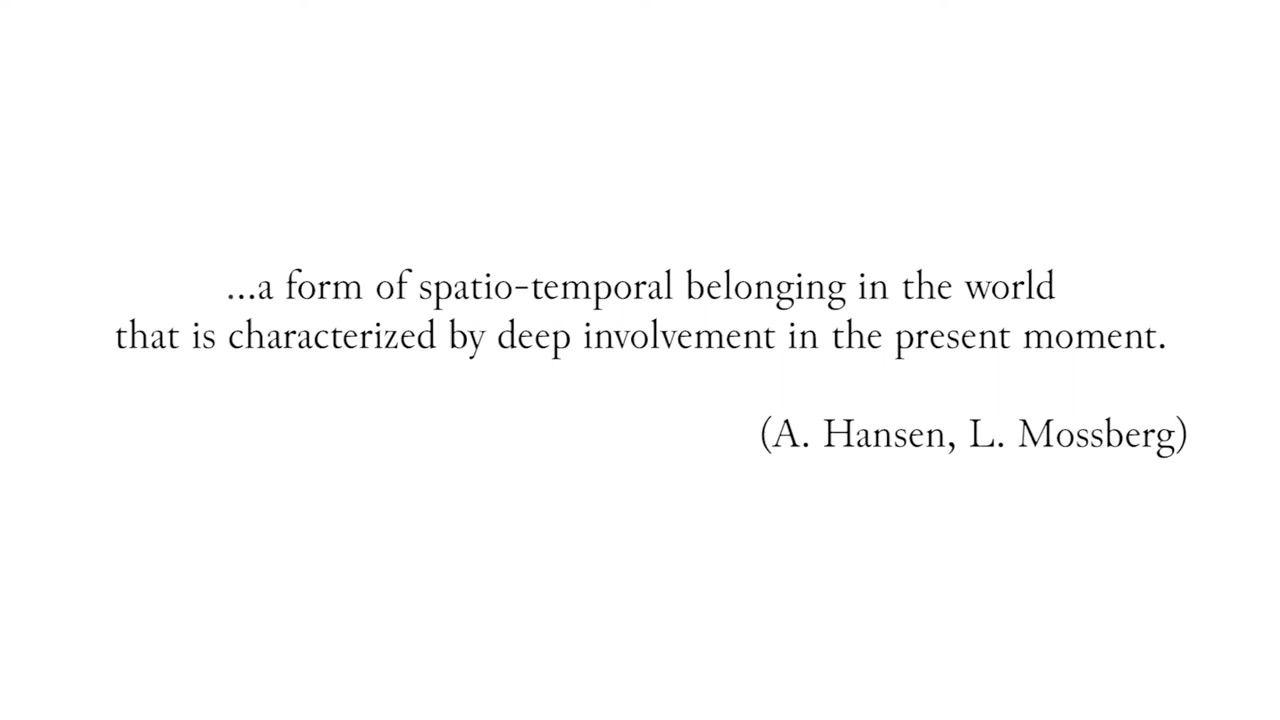 ...a form of spatio-temporal belonging in the world
that is characterized by deep involvement in the present moment.
(A. Hansen, L. Mossberg)